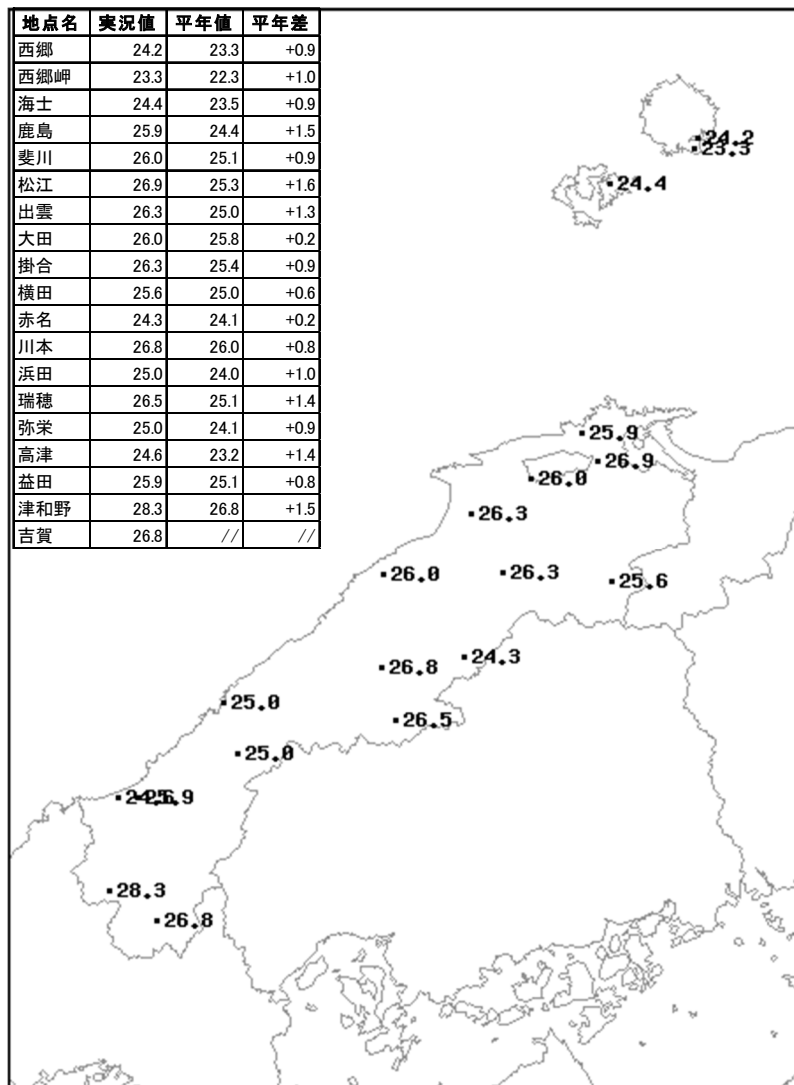 地点名 実況値 平年値 平年差
西郷 24.2 23.3 +0.9
西郷岬 23.3 22.3 +1.0
海士 24.4 23.5 +0.9
鹿島 25.9 24.4 +1.5
斐川 26.0 25.1 +0.9
松江 26.9 25.3 +1.6
出雲 26.3 25.0 +1.3
大田 26.0 25.8 +0.2
掛合 26.3 25.4 +0.9
横田 25.6 25.0 +0.6
赤名 24.3 24.1 +0.2
川本 26.8 26.0 +0.8
浜田 25.0 24.0 +1.0
瑞穂 26.5 25.1 +1.4
弥栄 25.0 24.1 +0.9
高津 24.6 23.2 +1.4
益田 25.9 25.1 +0.8
津和野 28.3 26.8 +1.5
吉賀 26.8 // //
24.2
23.3
24.4
25.9
26.9
26.0
26.3
26.0
26.3
25.6
24.3
26.8
25.0
26.5
25.0
24.6
25.9
28.3
26.8